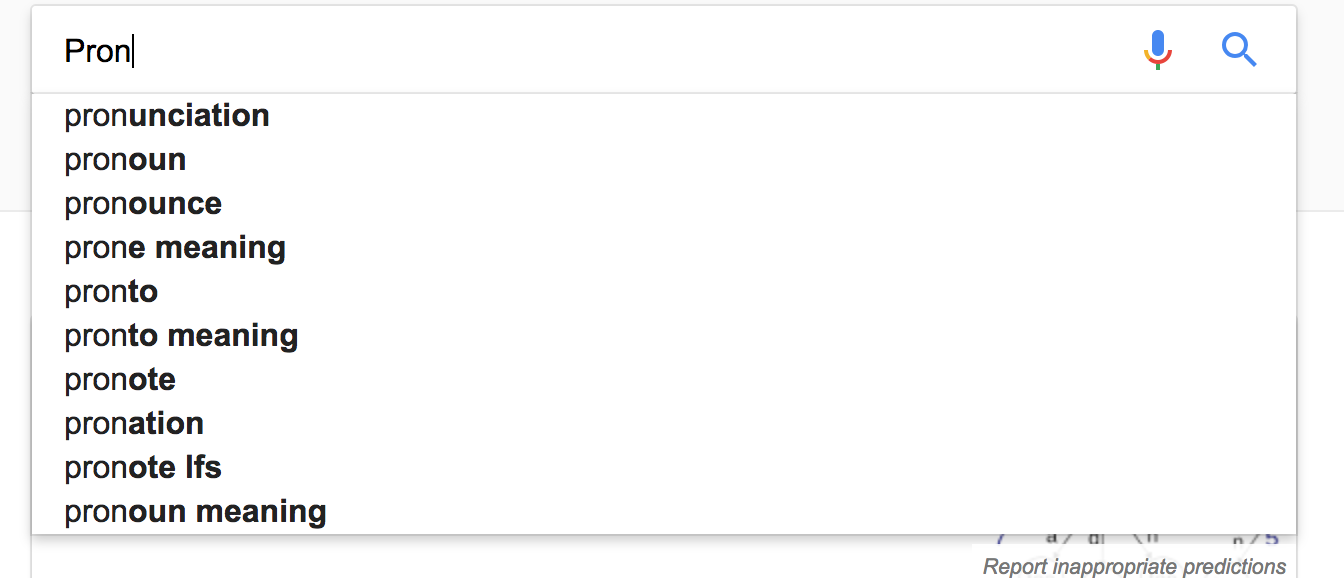 Pron
pronunciation
pronoun
pronounce
prone meaning
pronto
pronto meaning
pronote
pronation
pronote lfs
pronoun meaning
Report inappropriate predictions